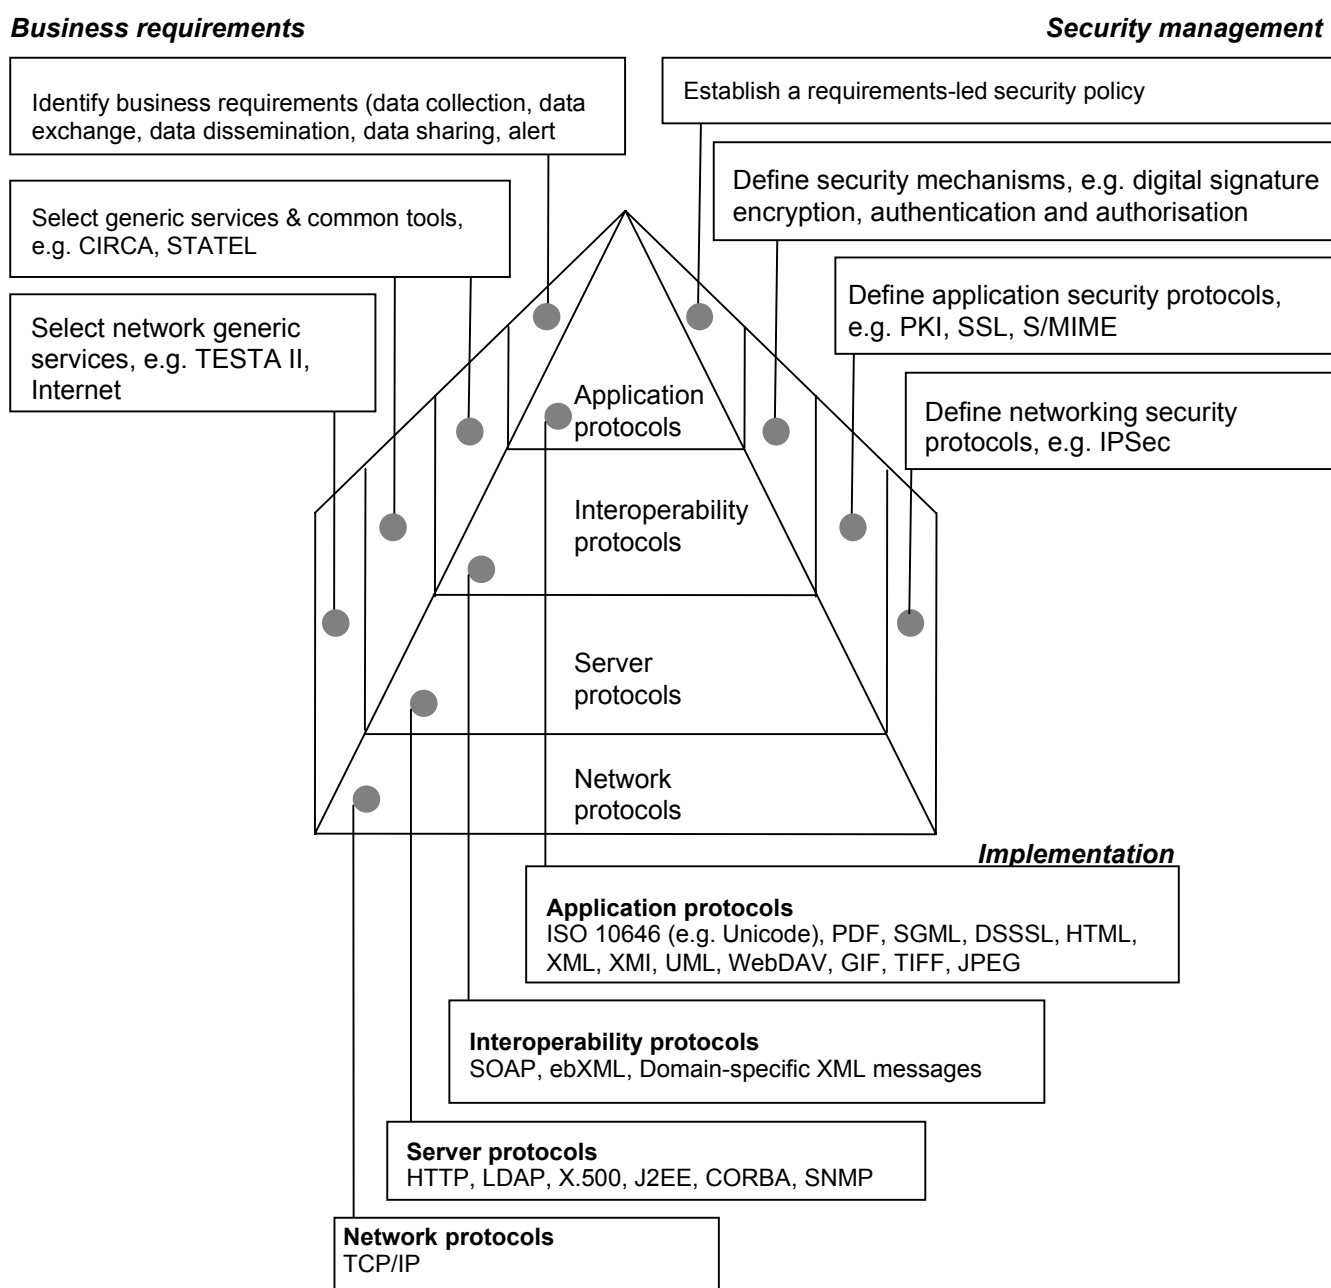 Business requirements
Security management
Identify business requirements (data collection, data
exchange, data dissemination, data sharing, alert
Establish a requirements-led security policy
Select generic services & common tools,
e.g. CIRCA, STATEL
Define security mechanisms, e.g. digital signature
encryption, authentication and authorisation
Select network generic
services, e.g. TESTA II,
Internet
Define application security protocols,
e.g. PKI, SSL, S/MIME
Define networking security
protocols, e.g. IPSec
Application
protocols
Interoperability
protocols
Server
protocols
Network
protocols
Implementation
Application protocols
ISO 10646 (e.g. Unicode), PDF, SGML, DSSSL, HTML,
XML, XMI, UML, WebDAV, GIF, TIFF, JPEG
Interoperability protocols
SOAP, ebXML, Domain-specific XML messages
Server protocols
HTTP, LDAP, X.500, J2EE, CORBA, SNMP
Network protocols
TCP/IP